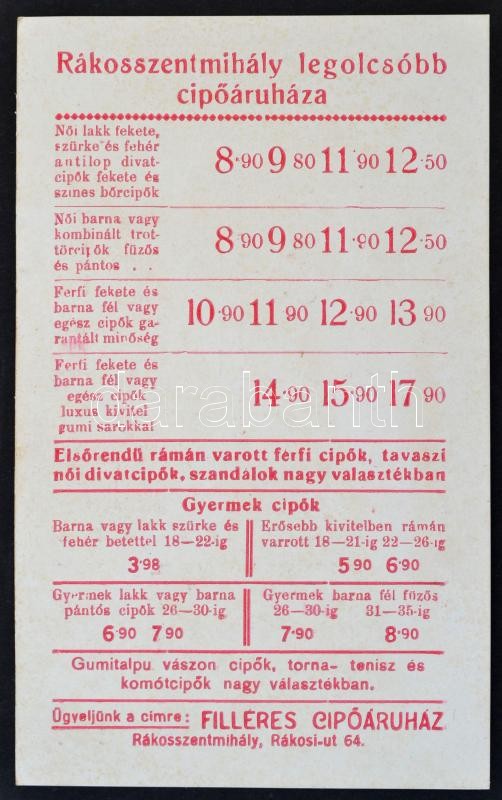 Rákosszentmihály legolcsóbb
cipőáruháza
Női lakk fekete,
szürke és fehér
antilop divat-
cipők fekete és
szines bőrcipők
8·90 9 80 11·90 12·50
Női barna vagy
kombinált trot-
törcipők fűzős
és pántos . .
8·90 9 80 11·90 12·50
Ferfi fekete és
barna fél vagy
egész cipők ga-
rantált minőség
10·90 11 90 12·90 13 90
Ferfi fekete és
barna fél vagy
egész cipők
luxus kivitel
gumi sarokkal
14·90 15·90 17 90
Elsőrendű rámán varott férfi cipők, tavaszi
női divatcipők, szandálok nagy választékban
Gyermek cipők
Barna vagy lakk szürke és
fehér betettel 18—22-ig
3·98
Erősebb kivitelben rámán
varrott 18—21-ig 22—26-ig
5 90 6·90
Gyermek lakk vagy barna
pántós cipők 26—30-ig
6·90 7 90
Gyermek barna fél fűzős
26—30-ig 31—35-ig
7·90 8·90
Gumitalpu vászon cipők, torna- tenisz és
komótcipők nagy választékban.
Ügyeljünk a címre: FILLÉRES CIPŐÁRUHÁZ
Rákosszentmihály, Rákosi-ut 64.
darabanth